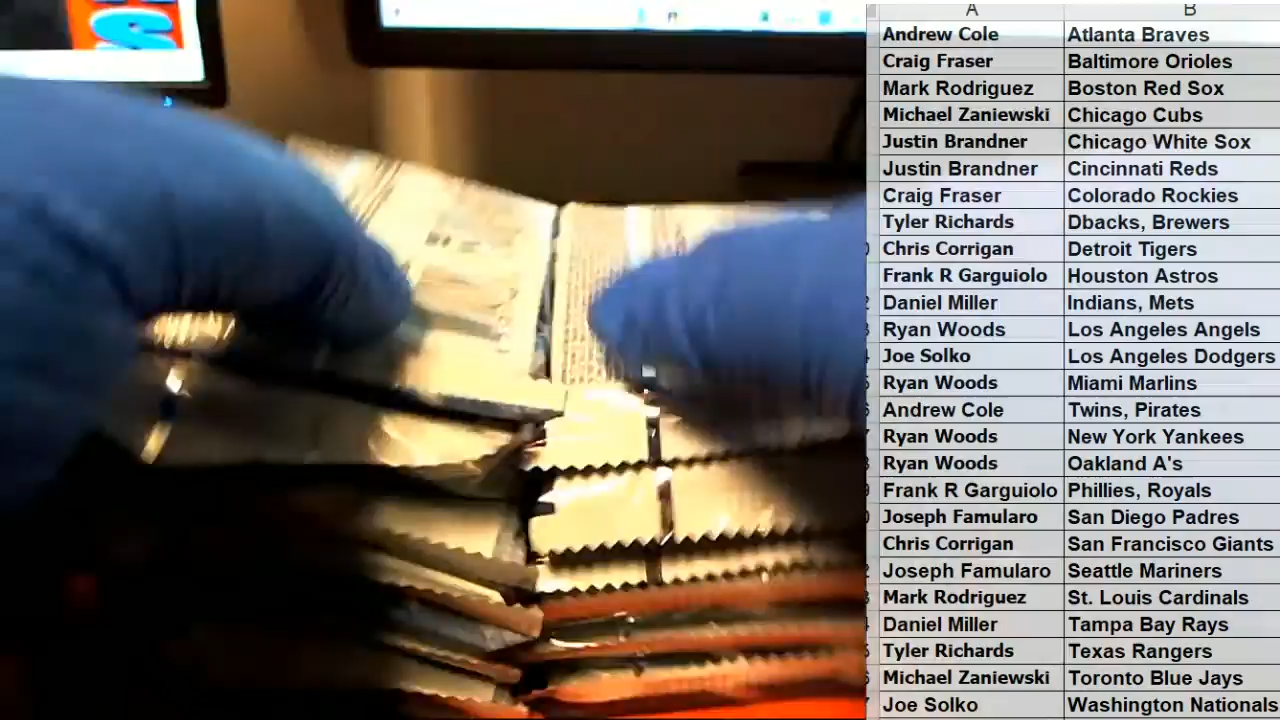 A B
Andrew Cole Atlanta Braves
Craig Fraser Baltimore Orioles
Mark Rodriguez Boston Red Sox
Michael Zaniewski Chicago Cubs
Justin Brandner Chicago White Sox
Justin Brandner Cincinnati Reds
Craig Fraser Colorado Rockies
Tyler Richards Dbacks, Brewers
Chris Corrigan Detroit Tigers
Frank R Garguiolo Houston Astros
Daniel Miller Indians, Mets
Ryan Woods Los Angeles Angels
Joe Solko Los Angeles Dodgers
Ryan Woods Miami Marlins
Andrew Cole Twins, Pirates
Ryan Woods New York Yankees
Ryan Woods Oakland A's
Frank R Garguiolo Phillies, Royals
Joseph Famularo San Diego Padres
Chris Corrigan San Francisco Giants
Joseph Famularo Seattle Mariners
Mark Rodriguez St. Louis Cardinals
Daniel Miller Tampa Bay Rays
Tyler Richards Texas Rangers
Michael Zaniewski Toronto Blue Jays
Joe Solko Washington Nationals